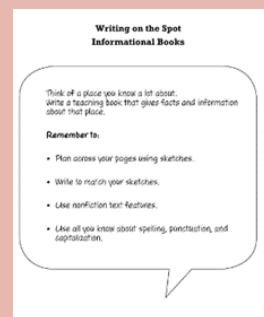 Writing on the Spot
Informational Books
Think of a place you know a lot about.
Write a teaching book that gives facts and information
about that place.
Remember to:
• Plan across your pages using sketches.
• Write to match your sketches.
• Use nonfiction text features.
• Use all you know about spelling, punctuation, and
capitalization.